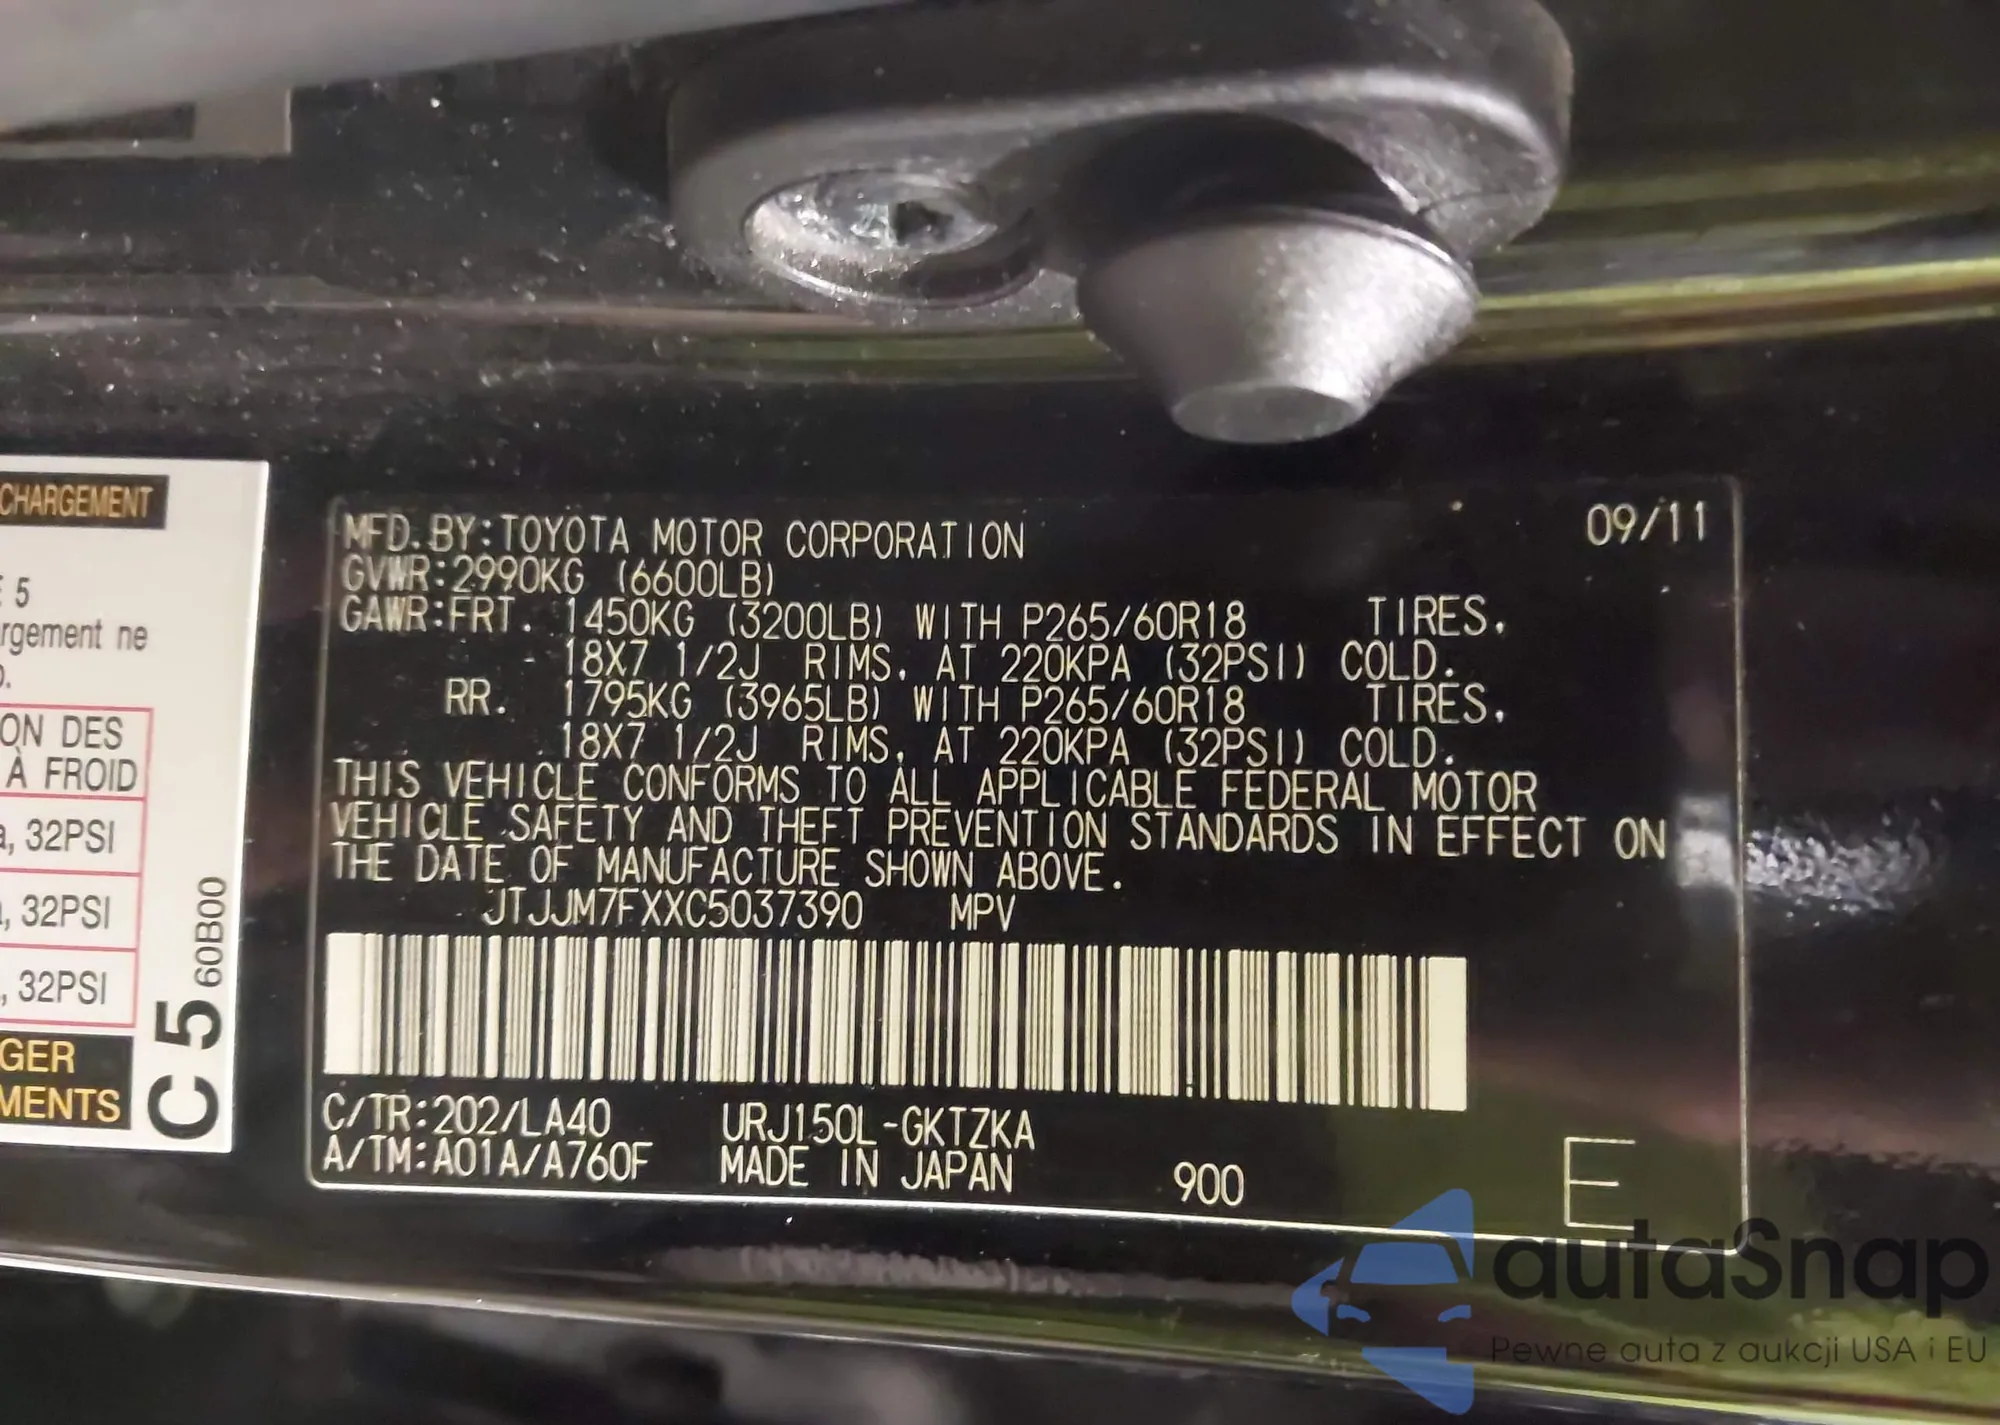 CHARGEMENT
E 5
rgement ne
ON DES
À FROID
a, 32PSI
, 32PSI
, 32PSI
GER
MENTS
C 5 60B00
MFD.BY:TOYOTA MOTOR CORPORATION 09/11
GVWR:2990KG (6600LB)
GAWR:FRT. 1450KG (3200LB) WITH P265/60R18 TIRES,
18X7 1/2J RIMS, AT 220KPA (32PSI) COLD.
RR. 1795KG (3965LB) WITH P265/60R18 TIRES,
18X7 1/2J RIMS, AT 220KPA (32PSI) COLD.
THIS VEHICLE CONFORMS TO ALL APPLICABLE FEDERAL MOTOR
VEHICLE SAFETY AND THEFT PREVENTION STANDARDS IN EFFECT ON
THE DATE OF MANUFACTURE SHOWN ABOVE.
JTJJM7FXXC5037390 MPV
C/TR:202/LA40 URJ150L-GKTZKA
A/TM:A01A/A760F MADE IN JAPAN 900 E
autaSnap
Pewne auta z aukcji USA i EU